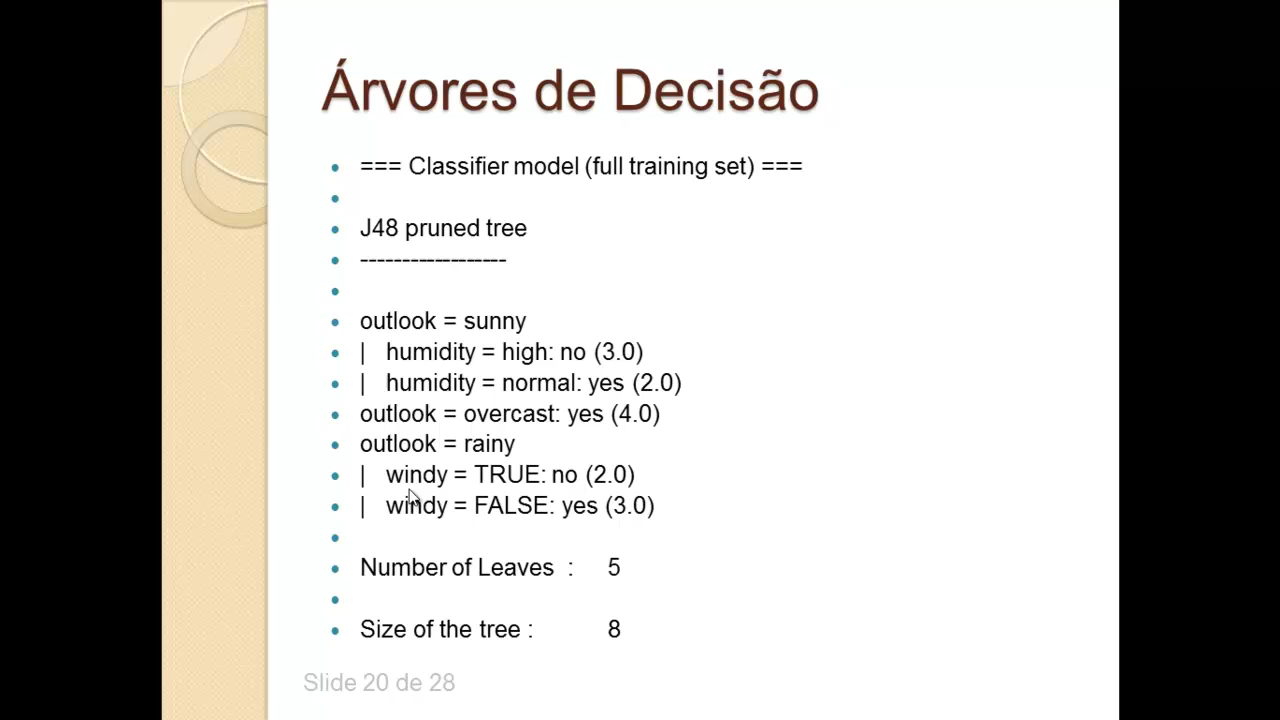 Árvores de Decisão
=== Classifier model (full training set) ===
J48 pruned tree
------------------
outlook = sunny
|   humidity = high: no (3.0)
|   humidity = normal: yes (2.0)
outlook = overcast: yes (4.0)
outlook = rainy
|   windy = TRUE: no (2.0)
|   windy = FALSE: yes (3.0)
Number of Leaves  :     5
Size of the tree :     8
Slide 20 de 28